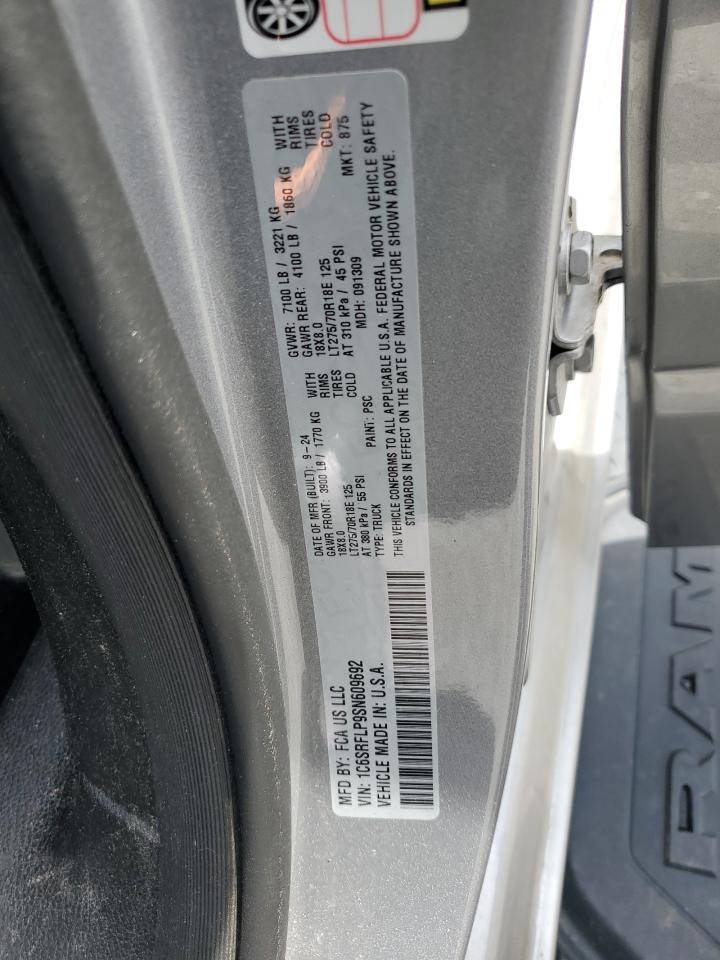 MFD BY: FCA US LLC
VIN: 1C6SRFLP9SN609692
VEHICLE MADE IN: U.S.A.
DATE OF MFR (BUILT): 9-24
GAWR FRONT: 3900 LB / 1770 KG WITH
18X8.0 RIMS
LT275/70R18E 125 TIRES
AT 380 kPa / 55 PSI COLD
TYPE: TRUCK PAINT: PSC
GVWR: 7100 LB / 3221 KG
GAWR REAR: 4100 LB / 1860 KG WITH
18X8.0 RIMS
LT275/70R18E 125 TIRES
AT 310 kPa / 45 PSI COLD
MDH: 091309 MKT: 875
THIS VEHICLE CONFORMS TO ALL APPLICABLE U.S.A. FEDERAL MOTOR VEHICLE SAFETY
STANDARDS IN EFFECT ON THE DATE OF MANUFACTURE SHOWN ABOVE.
RAM